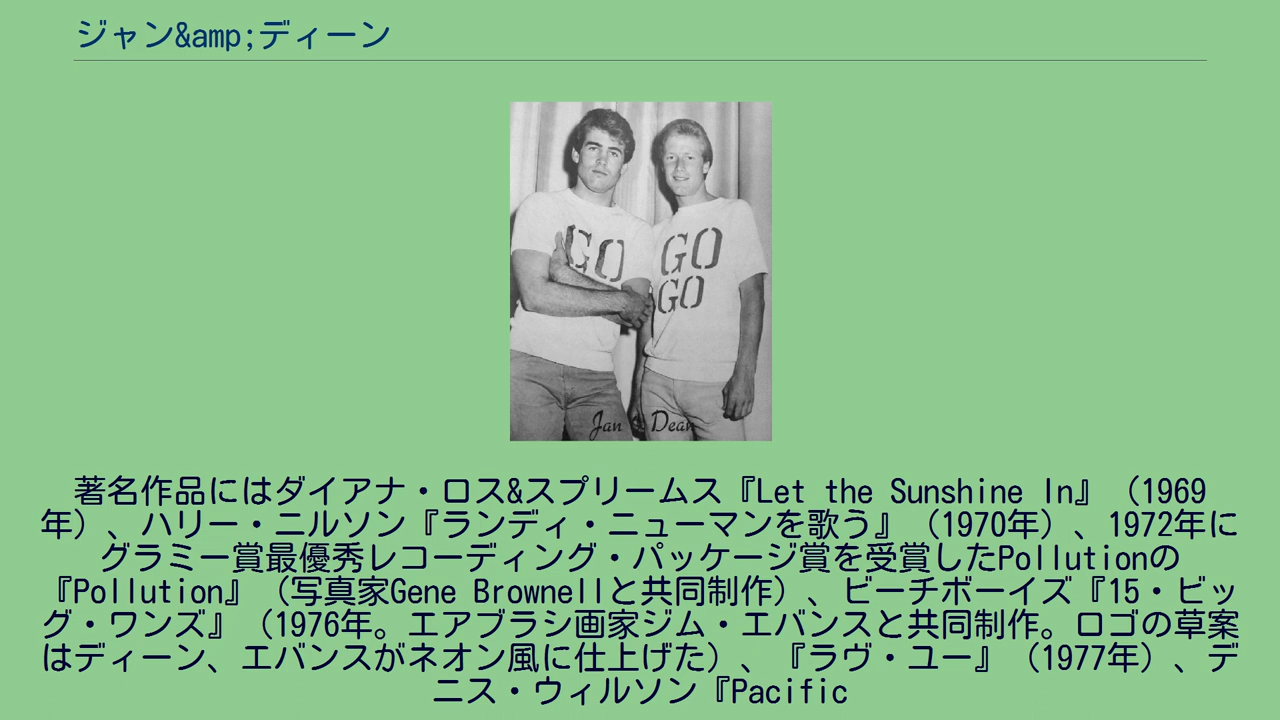 ジャン&amp;ディーン
GO GO
GO
Jan & Dean
著名作品にはダイアナ・ロス&スプリームス『Let the Sunshine In』（1969
年）、ハリー・ニルソン『ランディ・ニューマンを歌う』（1970年）、1972年に
グラミー賞最優秀レコーディング・パッケージ賞を受賞したPollutionの
『Pollution』（写真家Gene Brownellと共同制作）、ビーチボーイズ『15・ビッ
グ・ワンズ』（1976年。エアブラシ画家ジム・エバンスと共同制作。ロゴの草案
はディーン、エバンスがネオン風に仕上げた）、『ラヴ・ユー』（1977年）、デ
ニス・ウィルソン『Pacific